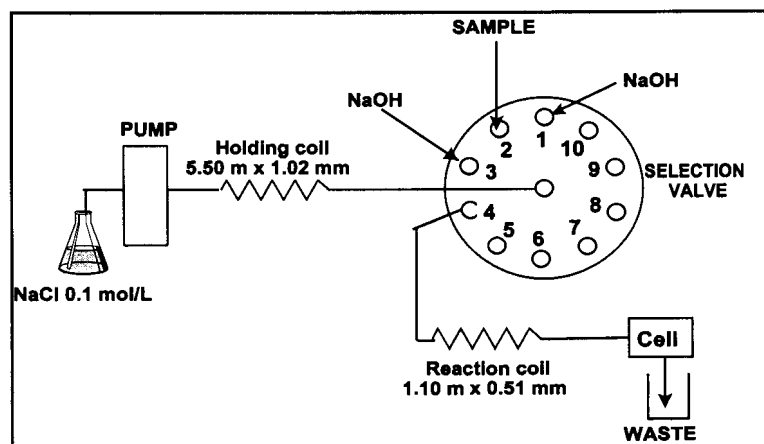 SAMPLE
NaOH
NaOH
PUMP
Holding coil
5.50 m x 1.02 mm
1
2
10
3
9
SELECTION
VALVE
4
8
5
6
7
NaCl 0.1 mol/L
Cell
Reaction coil
1.10 m x 0.51 mm
WASTE